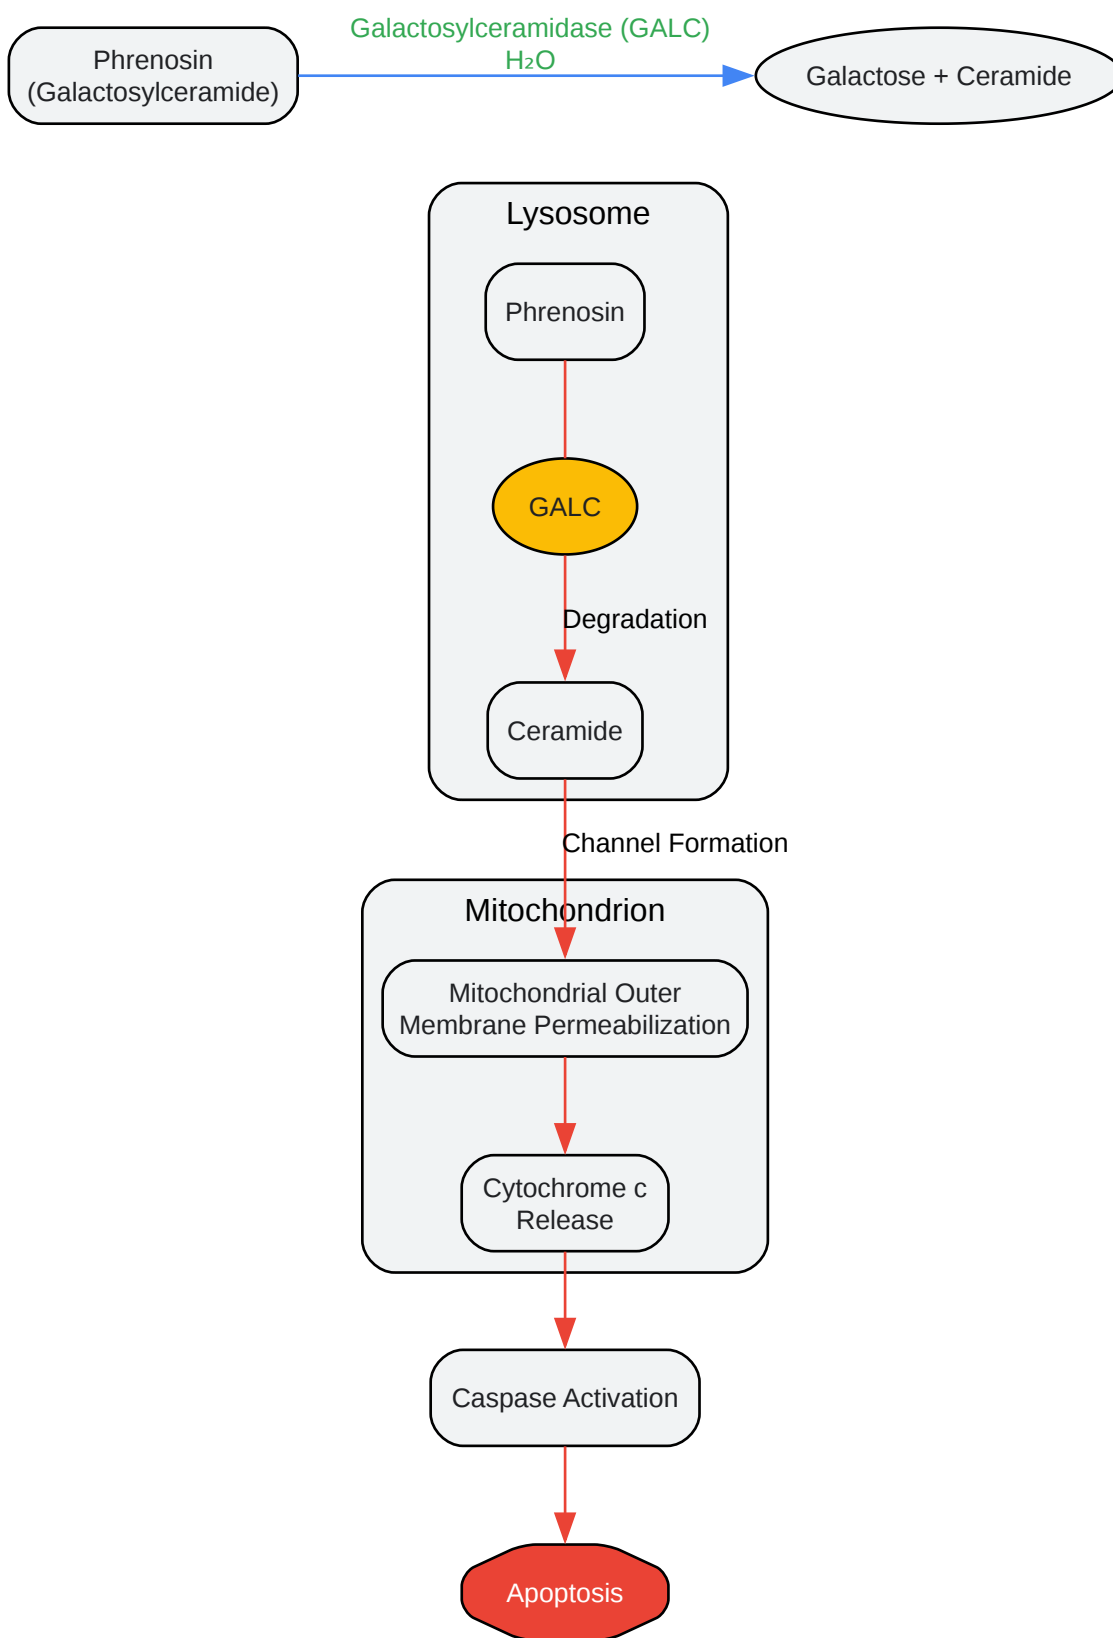 Phrenosin
(Galactosylceramide)
Galactosylceramidase (GALC)
H₂O
Galactose + Ceramide
Lysosome
Phrenosin
GALC
Degradation
Ceramide
Channel Formation
Mitochondrion
Mitochondrial Outer
Membrane Permeabilization
Cytochrome c
Release
Caspase Activation
Apoptosis